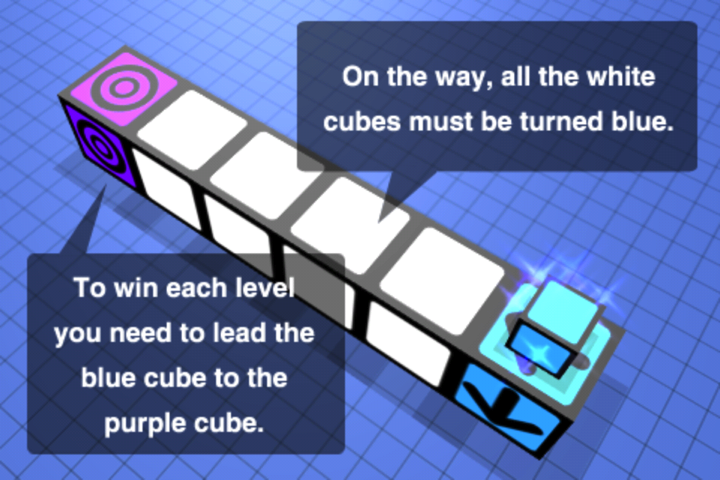 On the way, all the white
cubes must be turned blue.
To win each level
you need to lead the
blue cube to the
purple cube.